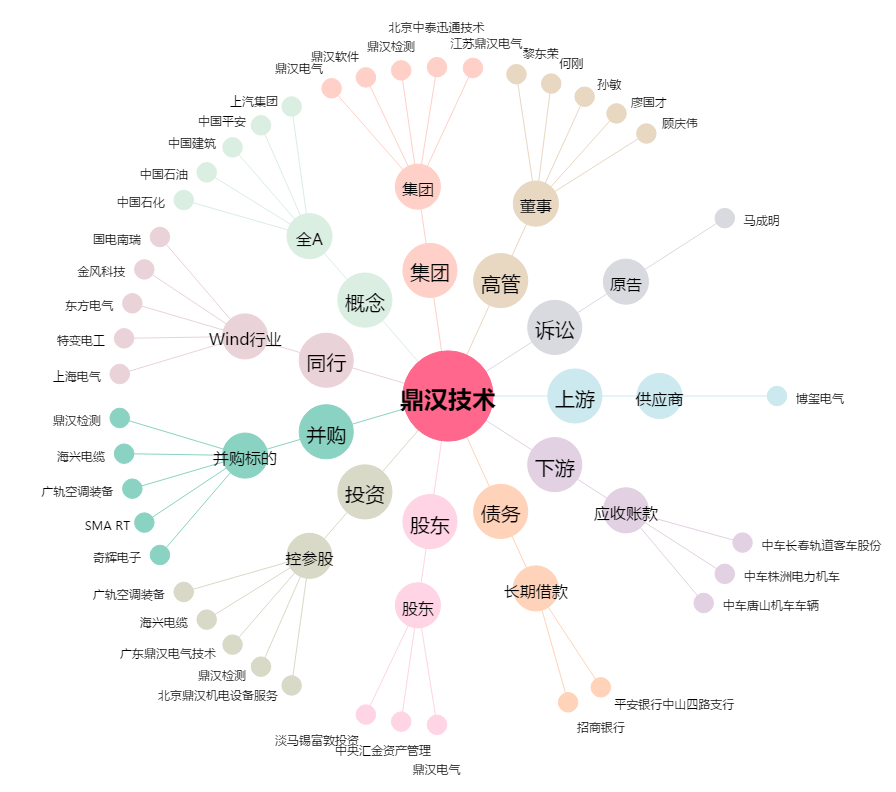 北京中泰迅通技术
鼎汉检测
江苏鼎汉电气
鼎汉软件
鼎汉电气
黎东荣
何刚
孙敏
廖国才
顾庆伟
上汽集团
中国平安
中国建筑
中国石油
中国石化
集团
董事
马成明
国电南瑞
全A
金风科技
集团
高管
原告
东方电气
概念
诉讼
特变电工
Wind行业
同行
上海电气
鼎汉技术
上游
供应商
博玺电气
鼎汉检测
并购
海兴电缆
并购标的
下游
广轨空调装备
投资
应收账款
SMA RT
股东
债务
奇辉电子
控参股
中车长春轨道客车股份
中车株洲电力机车
中车唐山机车车辆
广轨空调装备
长期借款
股东
海兴电缆
广东鼎汉电气技术
鼎汉检测
北京鼎汉机电设备服务
平安银行中山四路支行
招商银行
淡马锡富敦投资
中央汇金资产管理
鼎汉电气